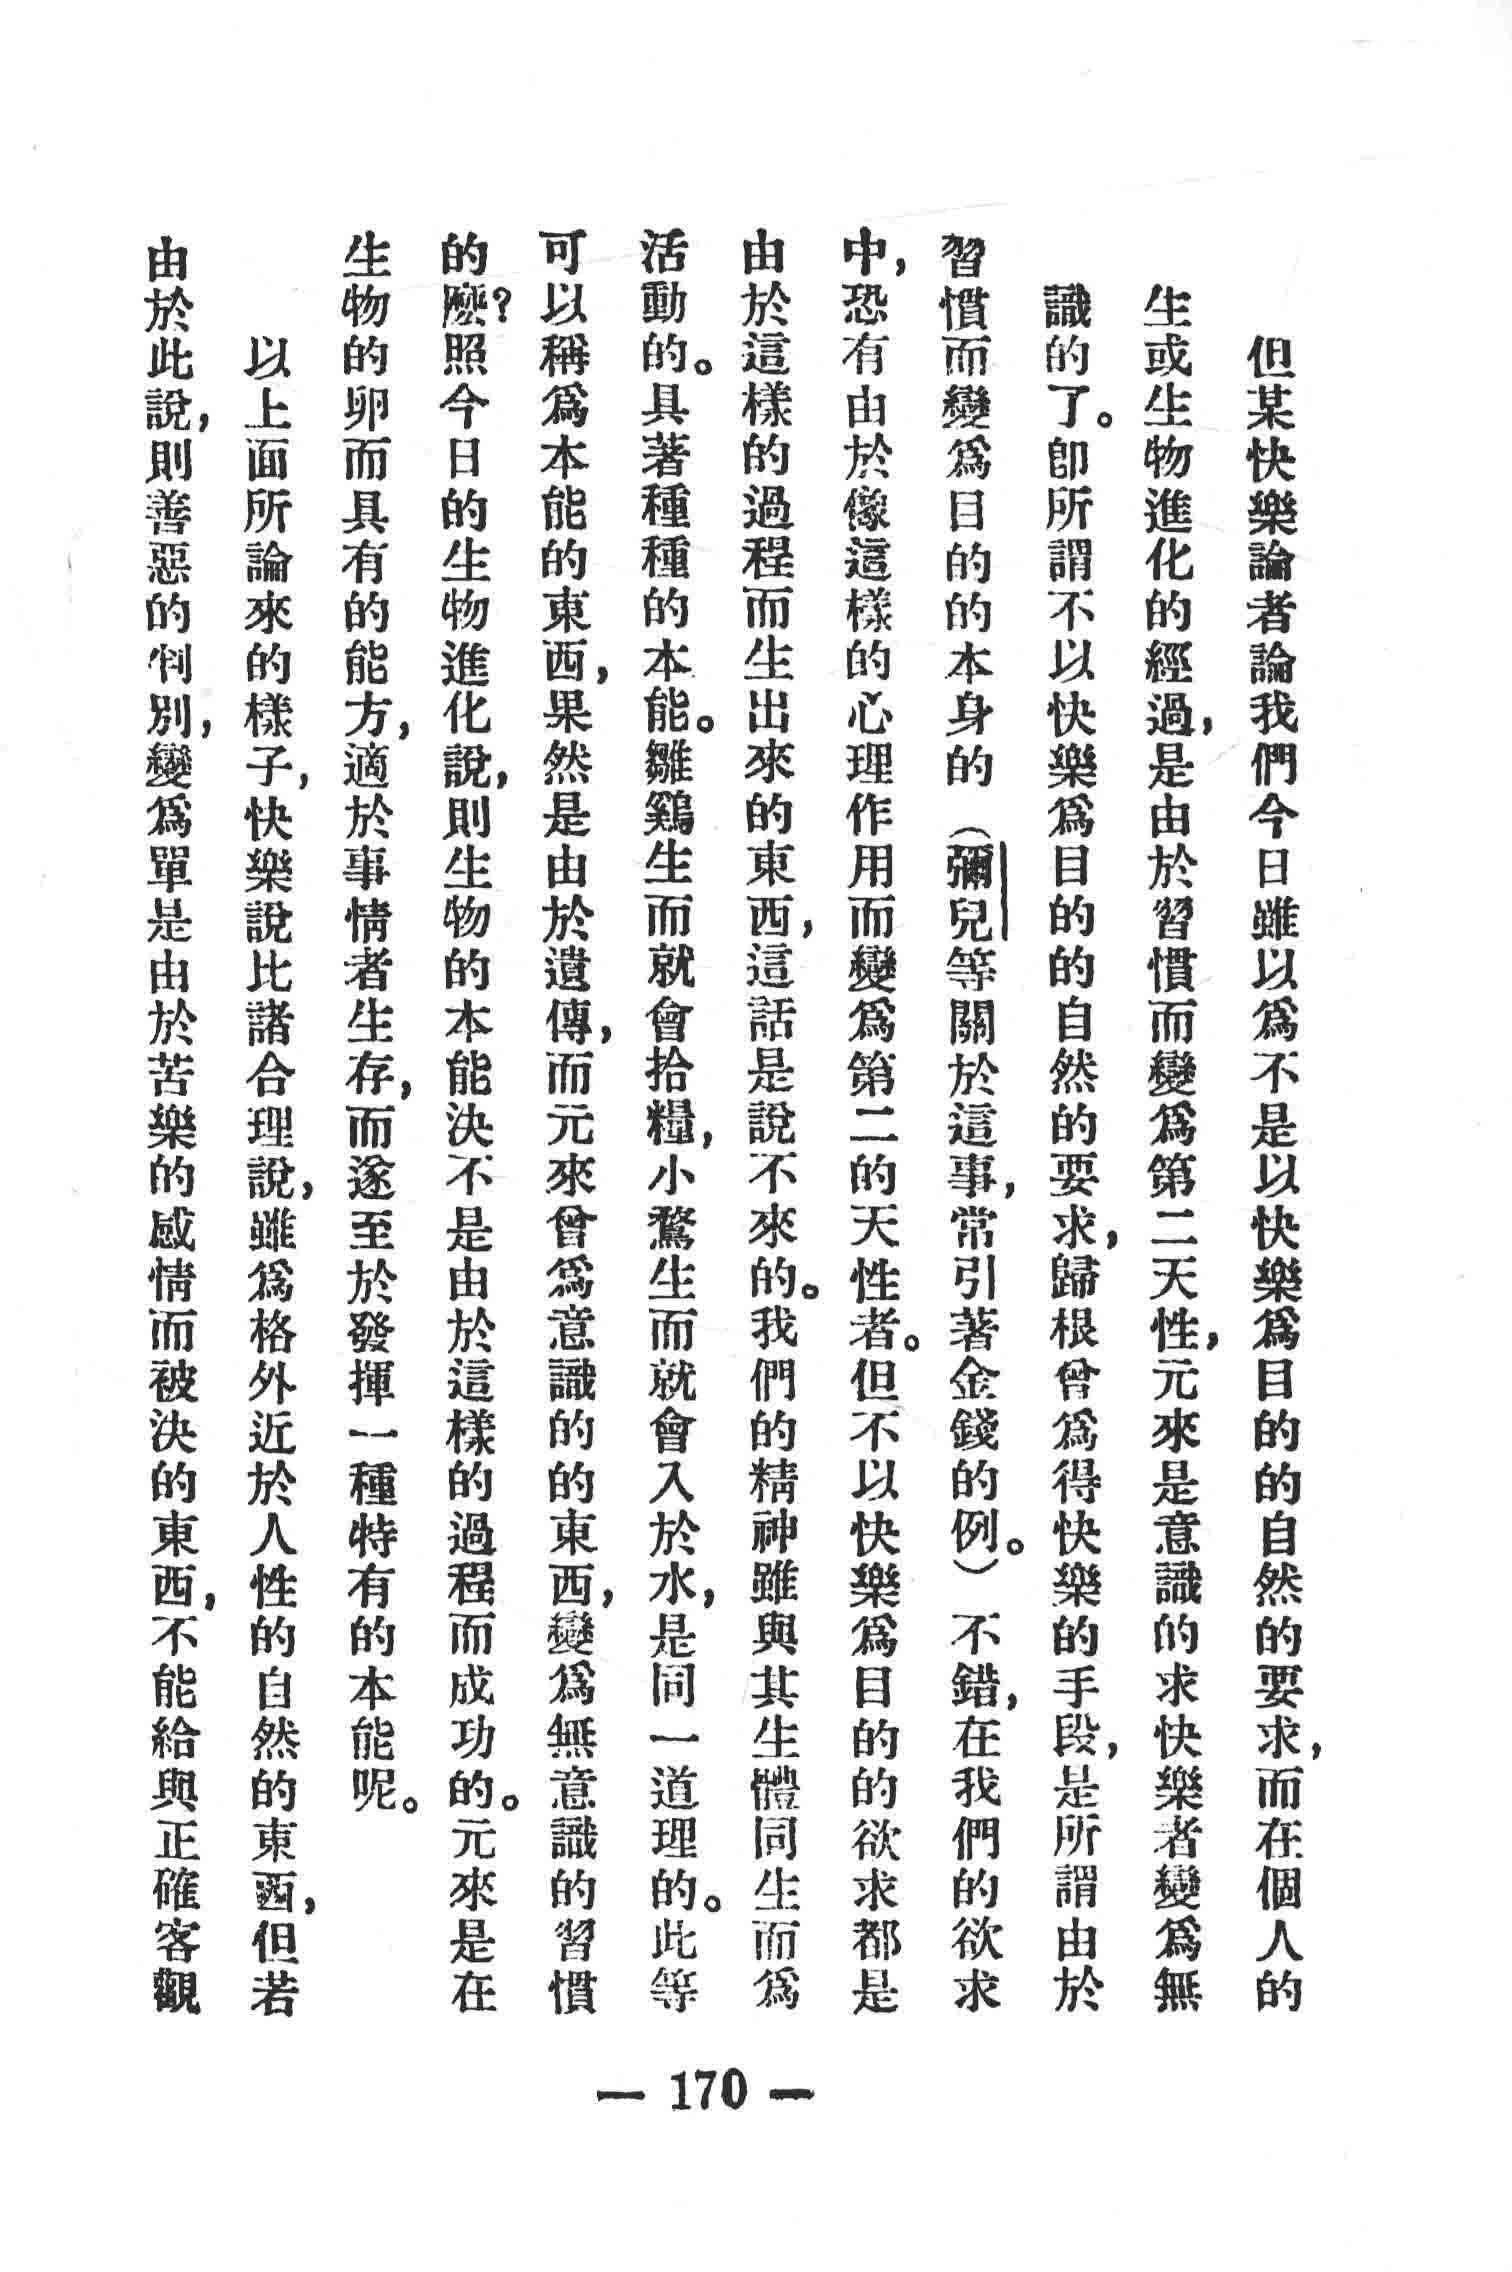 但某快樂論者論我們今日雖以爲不是以快樂爲目的的自然的要求，而在個人的
生或生物進化的經過，是由於習慣而變爲第二天性，元來是意識的求快樂者變爲無
識的了。卽所謂不以快樂爲目的的自然的要求，歸根曾爲得快樂的手段，是所謂由於
習慣而變爲目的的本身的（彌兒等關於這事，常引著金錢的例。）不錯，在我們的欲求
中，恐有由於像這樣的心理作用而變爲第二的天性者。但不以快樂爲目的的欲求都是
由於這樣的過程而生出來的東西，這話是說不來的。我們的精神雖與其生體同生而爲
活動的。具著種種的本能。雛鷄生而就會拾糧，小鶩生而就會入於水，是同一道理的。此等
可以稱爲本能的東西，果然是由於遺傳，而元來曾爲意識的的東西，變爲無意識的習慣
的麽？照今日的生物進化說，則生物的本能決不是由於這樣的過程而成功的。元來是在
生物的卵而具有的能方，適於事情者生存，而遂至於發揮一種特有的本能呢。
以上面所論來的樣子，快樂說比諸合理說，雖爲格外近於人性的自然的東西，但若
由於此說，則善惡的判別，變爲單是由於苦樂的感情而被決的東西，不能給與正確客觀
— 170 —